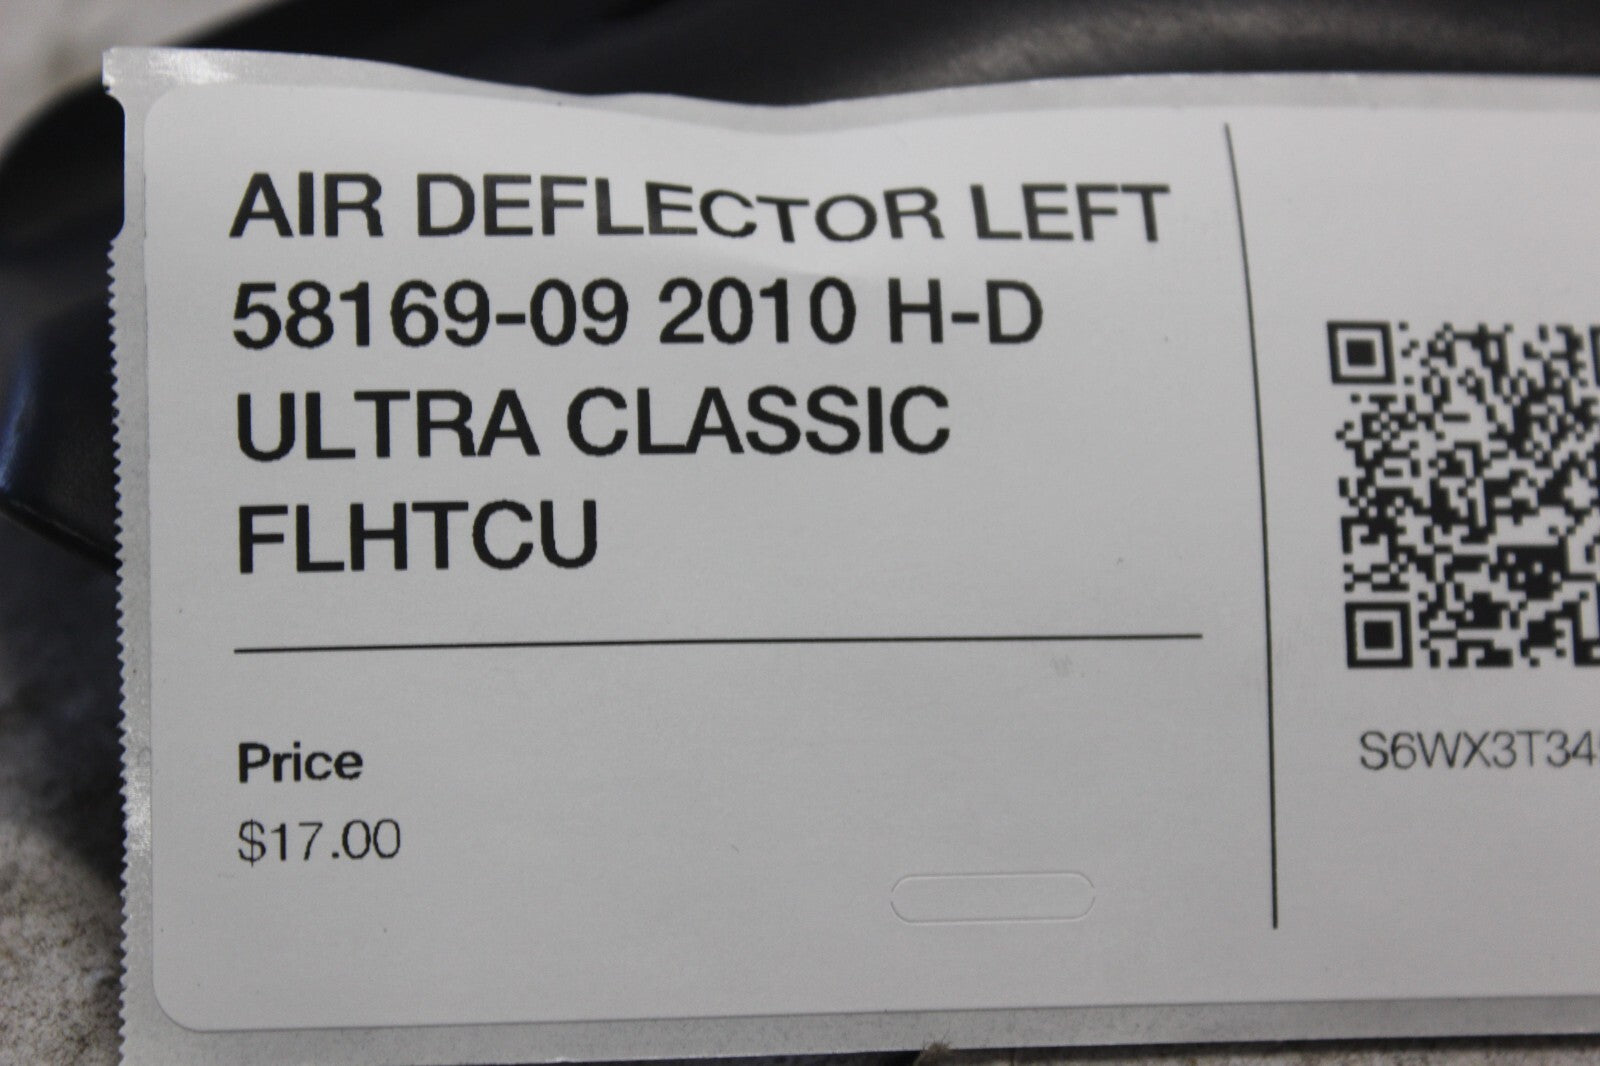 AIR DEFLECTOR LEFT
58169-09 2010 H-D
ULTRA CLASSIC
FLHTCU
Price
$17.00
S6WX3T34